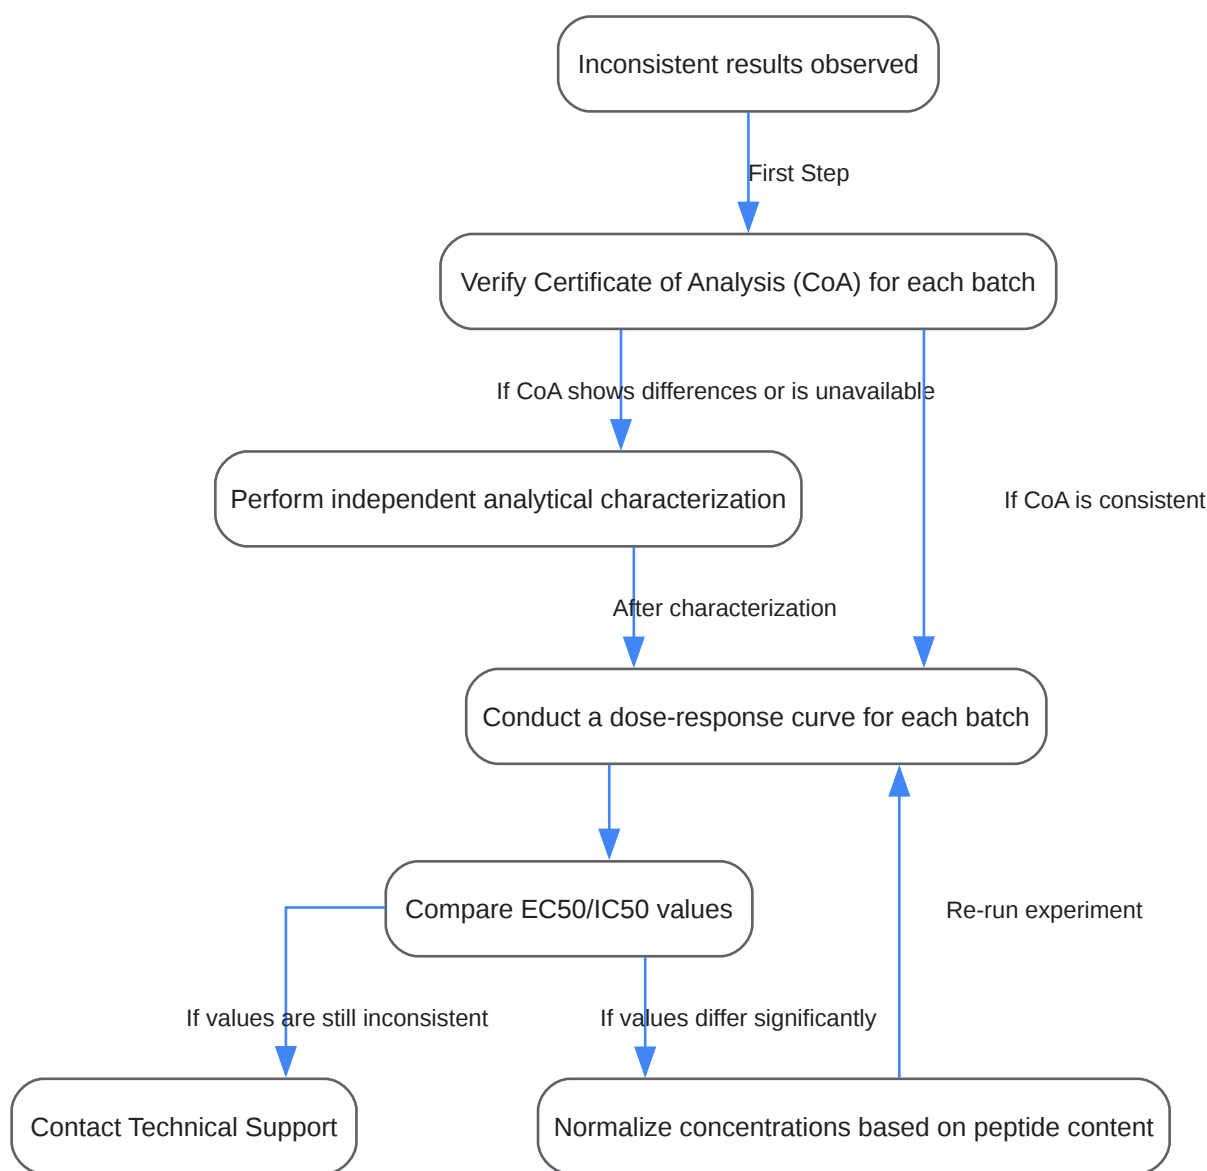 Inconsistent results observed
First Step
Verify Certificate of Analysis (CoA) for each batch
If CoA shows differences or is unavailable
Perform independent analytical characterization
If CoA is consistent
After characterization
Conduct a dose-response curve for each batch
Compare EC50/IC50 values
Re-run experiment
If values are still inconsistent
If values differ significantly
Contact Technical Support
Normalize concentrations based on peptide content